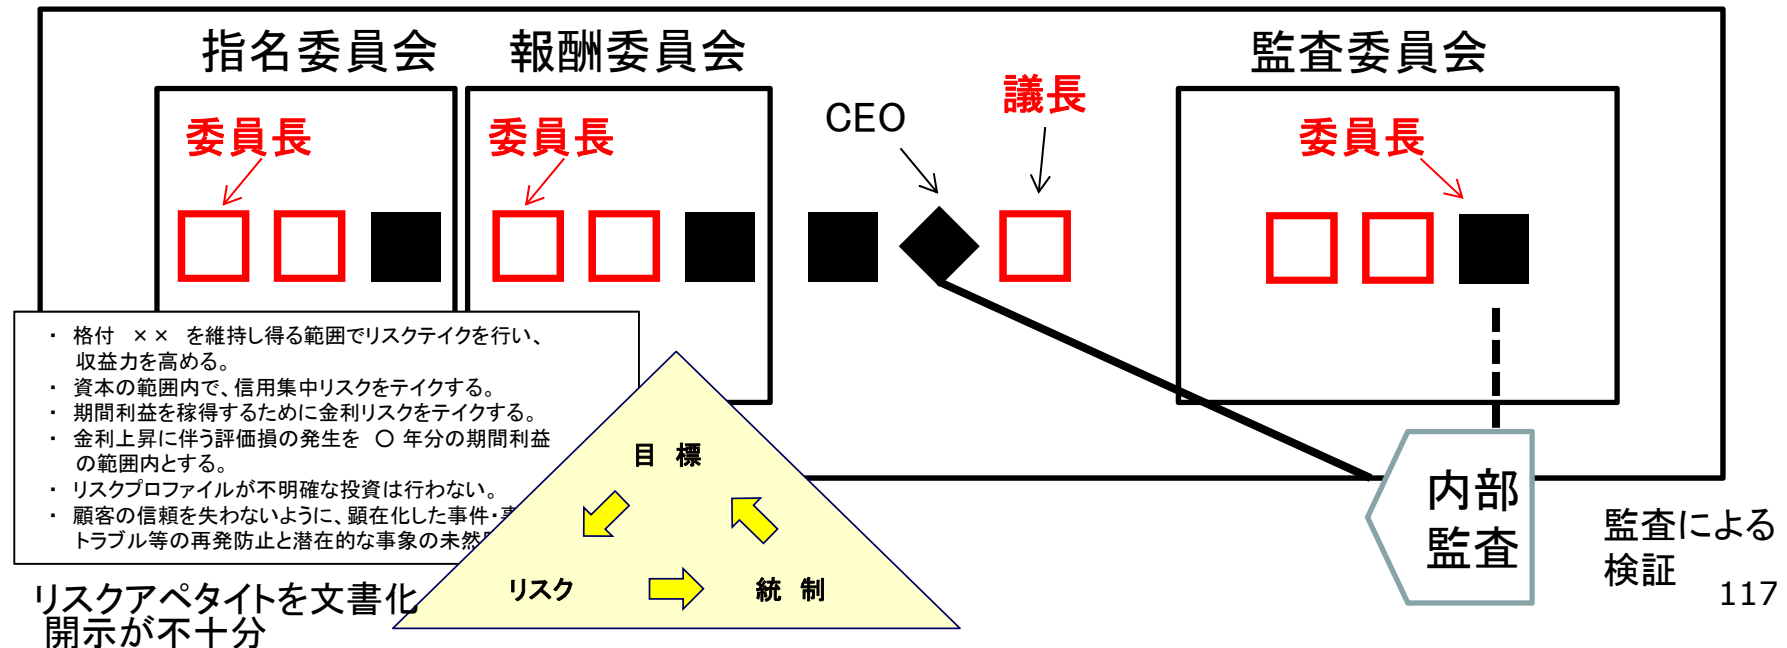 指名委員会
報酬委員会
監査委員会
委員長
委員長
CEO
議長
委員長
・ 格付 ×× を維持し得る範囲でリスクテイクを行い、
収益力を高める。
・ 資本の範囲内で、信用集中リスクをテイクする。
・ 期間利益を稼得するために金利リスクをテイクする。
・ 金利上昇に伴う評価損の発生を 〇 年分の期間利益
の範囲内とする。
・ リスクプロファイルが不明確な投資は行わない。
・ 顧客の信頼を失わないように、顕在化した事件・
トラブル等の再発防止と潜在的な事象の未然
目 標
リスク
統 制
リスクアペタイトを文書化
開示が不十分
内部
監査
監査による
検証
117